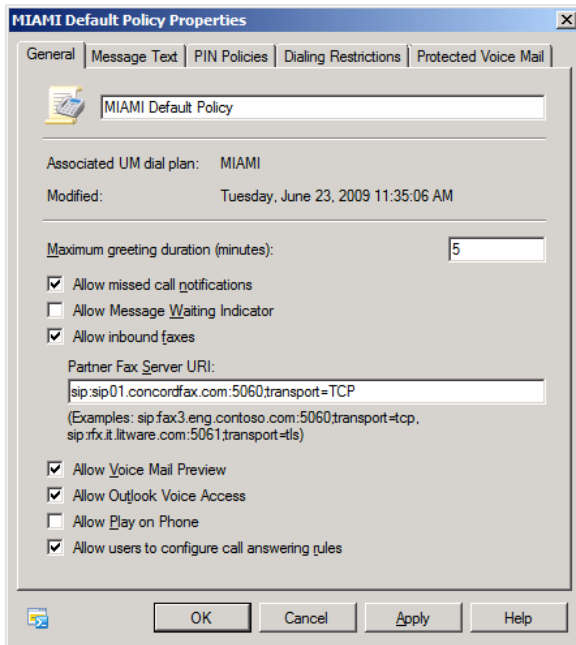 MIAMI Default Policy Properties
General Message Text PIN Policies Dialing Restrictions Protected Voice Mail
MIAMI Default Policy
Associated UM dial plan: MIAMI
Modified: Tuesday, June 23, 2009 11:35:06 AM
Maximum greeting duration (minutes): 5
Allow missed call notifications
Allow Message Waiting Indicator
Allow inbound faxes
Partner Fax Server URI:
sip:sip01.concordfax.com:5060;transport=TCP
(Examples: sip:fax3.eng.contoso.com:5060;transport=tcp,
sip:rfx.it.litware.com:5061;transport=tls)
Allow Voice Mail Preview
Allow Outlook Voice Access
Allow Play on Phone
Allow users to configure call answering rules
OK Cancel Apply Help